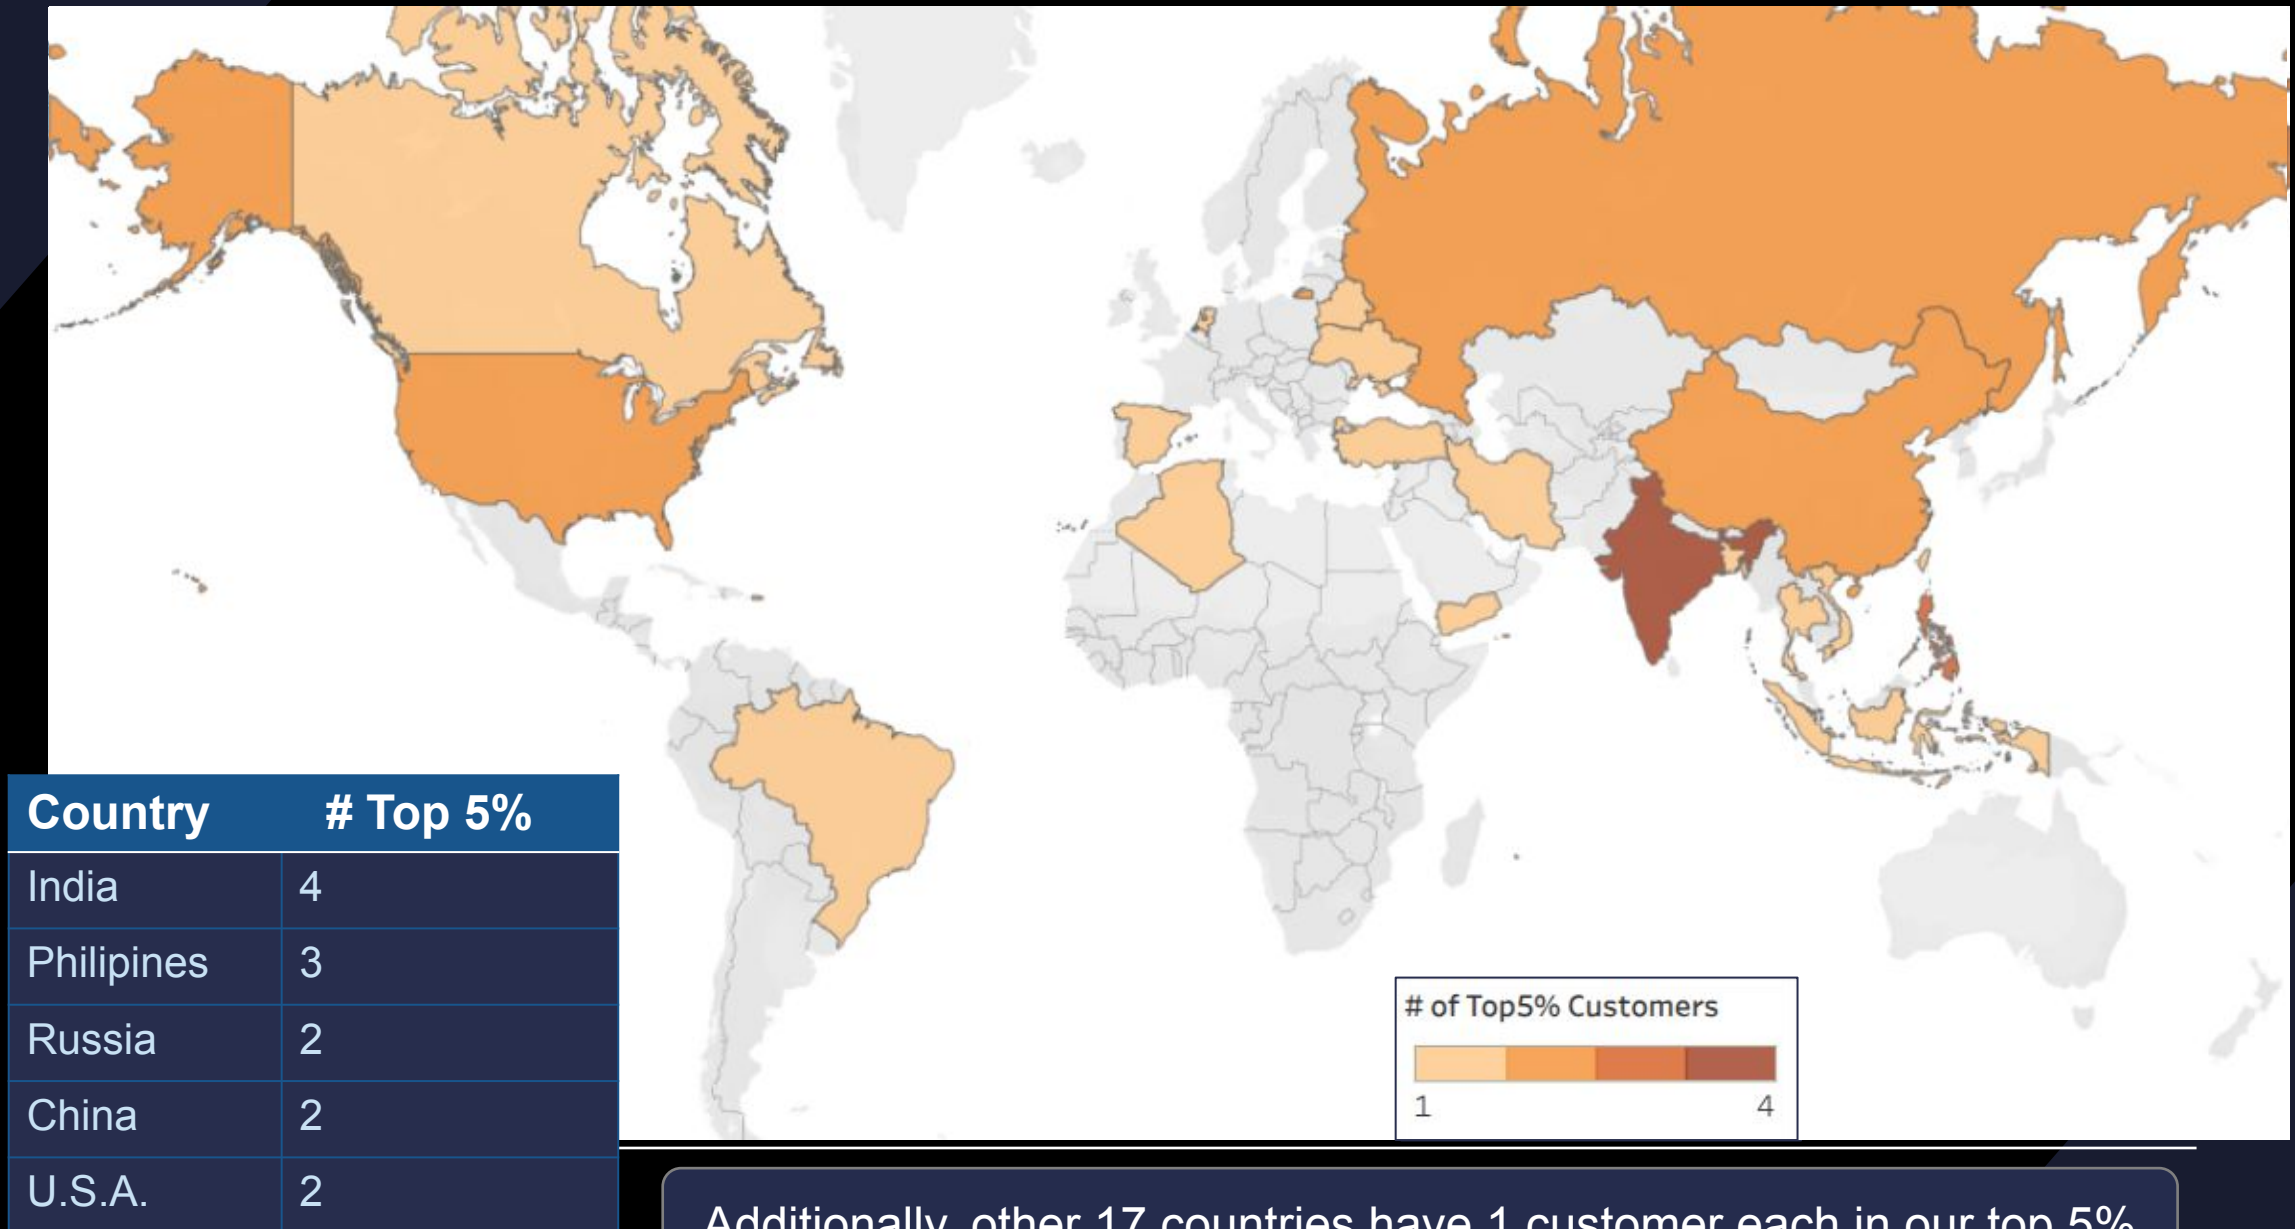 Country # Top 5%
India 4
Philipines 3
Russia 2
China 2
U.S.A. 2
# of Top5% Customers
1 4
Additionally, other 17 countries have 1 customer each in our top 5%